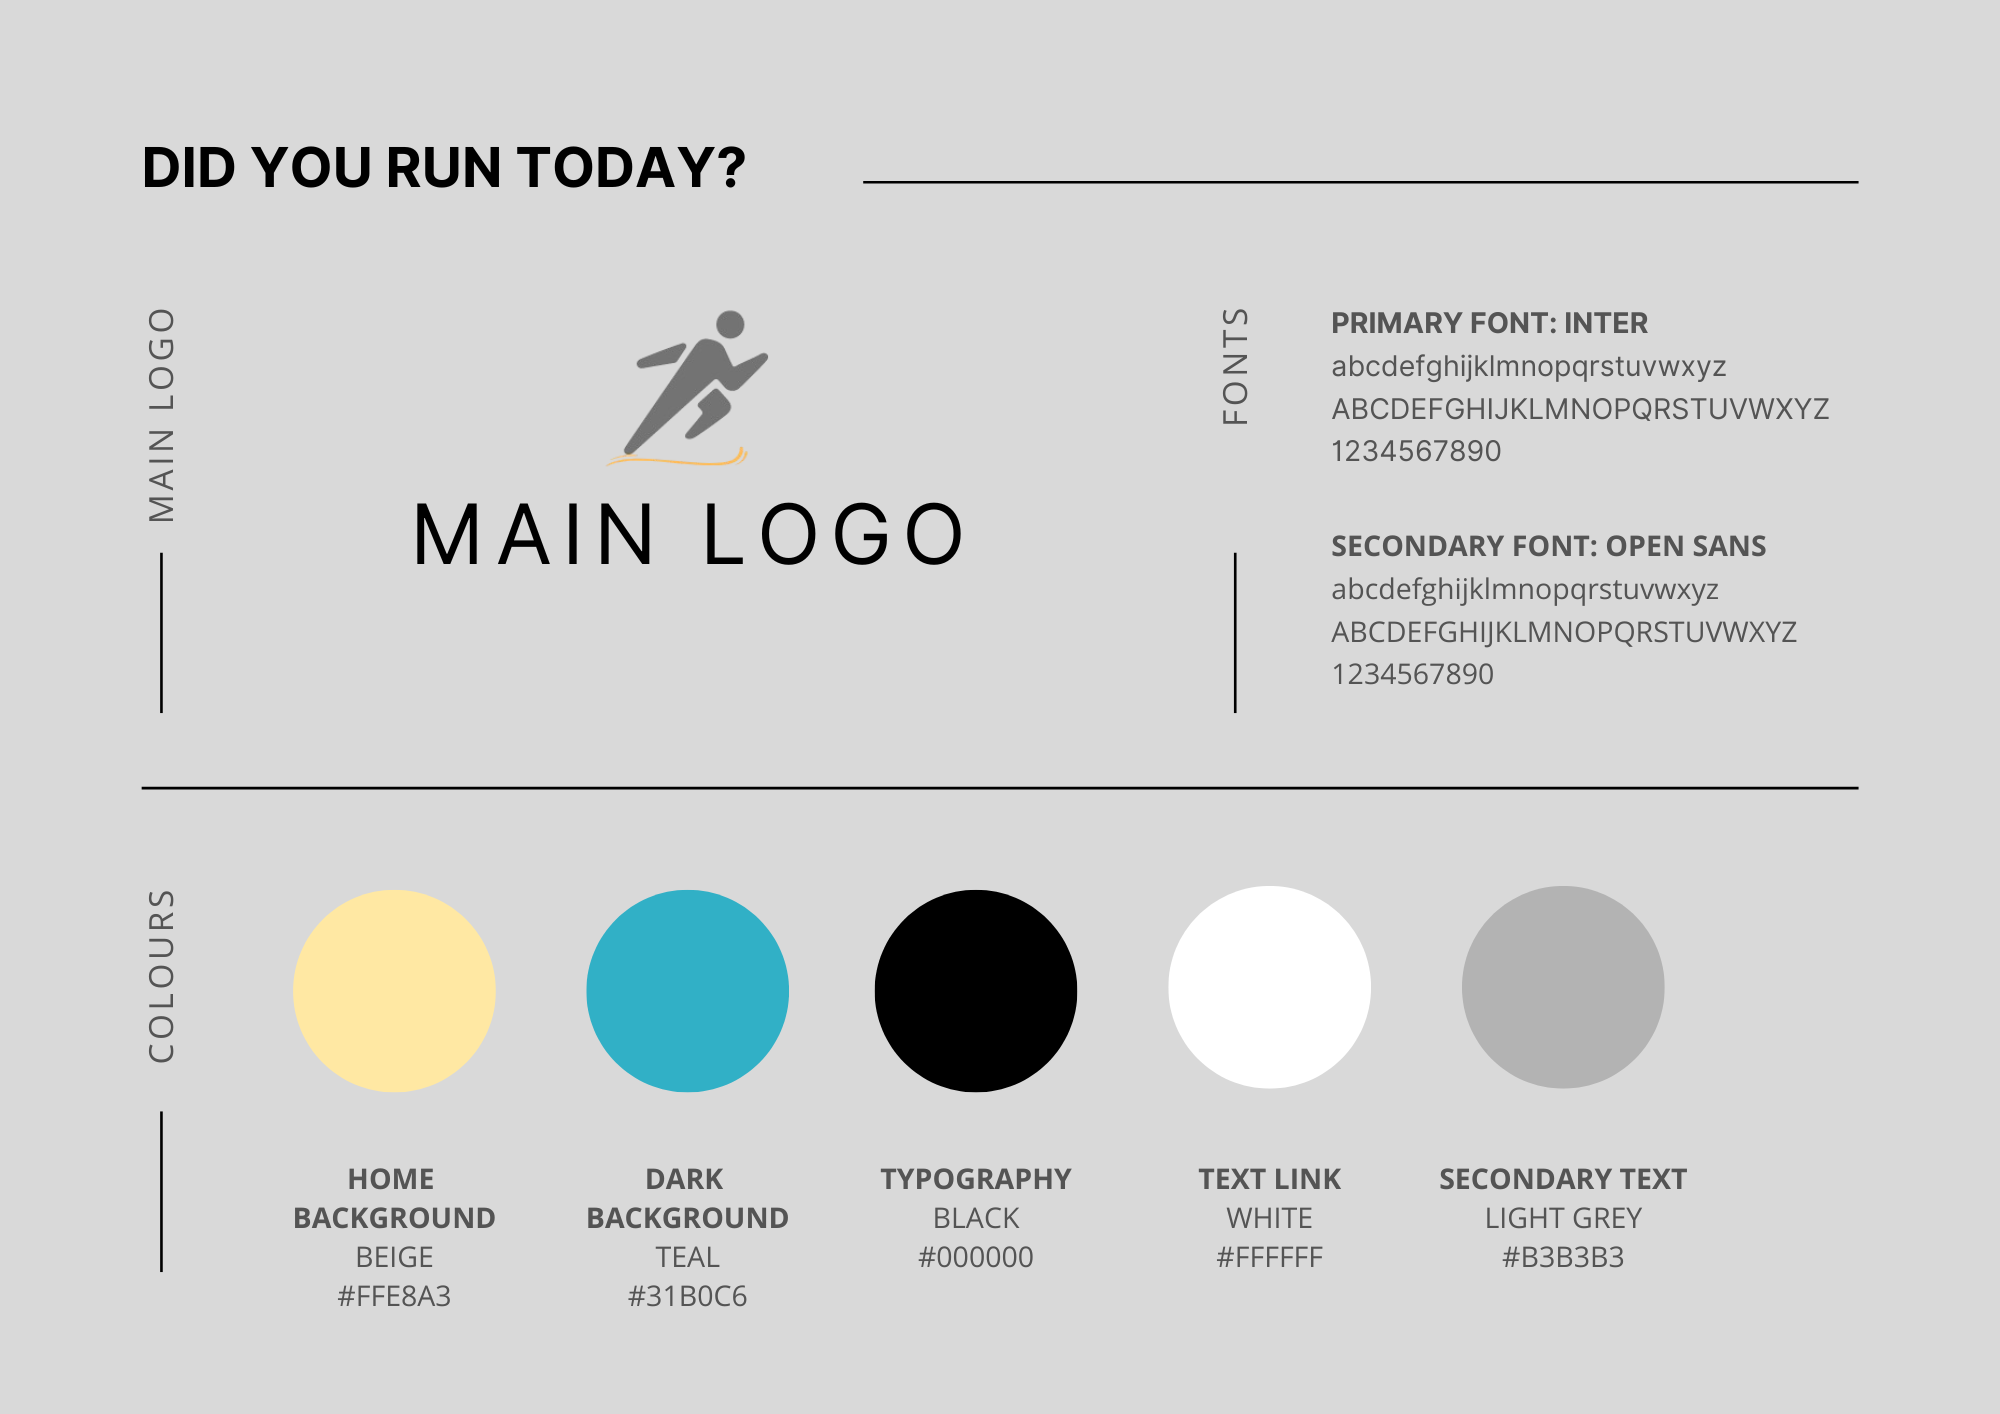 DID YOU RUN TODAY?
MAIN LOGO
MAIN LOGO
FONTS
PRIMARY FONT: INTER
abcdefghijklmnopqrstuvwxyz
ABCDEFGHIJKLMNOPQRSTUVWXYZ
1234567890
SECONDARY FONT: OPEN SANS
abcdefghijklmnopqrstuvwxyz
ABCDEFGHIJKLMNOPQRSTUVWXYZ
1234567890
COLOURS
HOME
BACKGROUND
BEIGE
#FFE8A3
DARK
BACKGROUND
TEAL
#31B0C6
TYPOGRAPHY
BLACK
#000000
TEXT LINK
WHITE
#FFFFFF
SECONDARY TEXT
LIGHT GREY
#B3B3B3